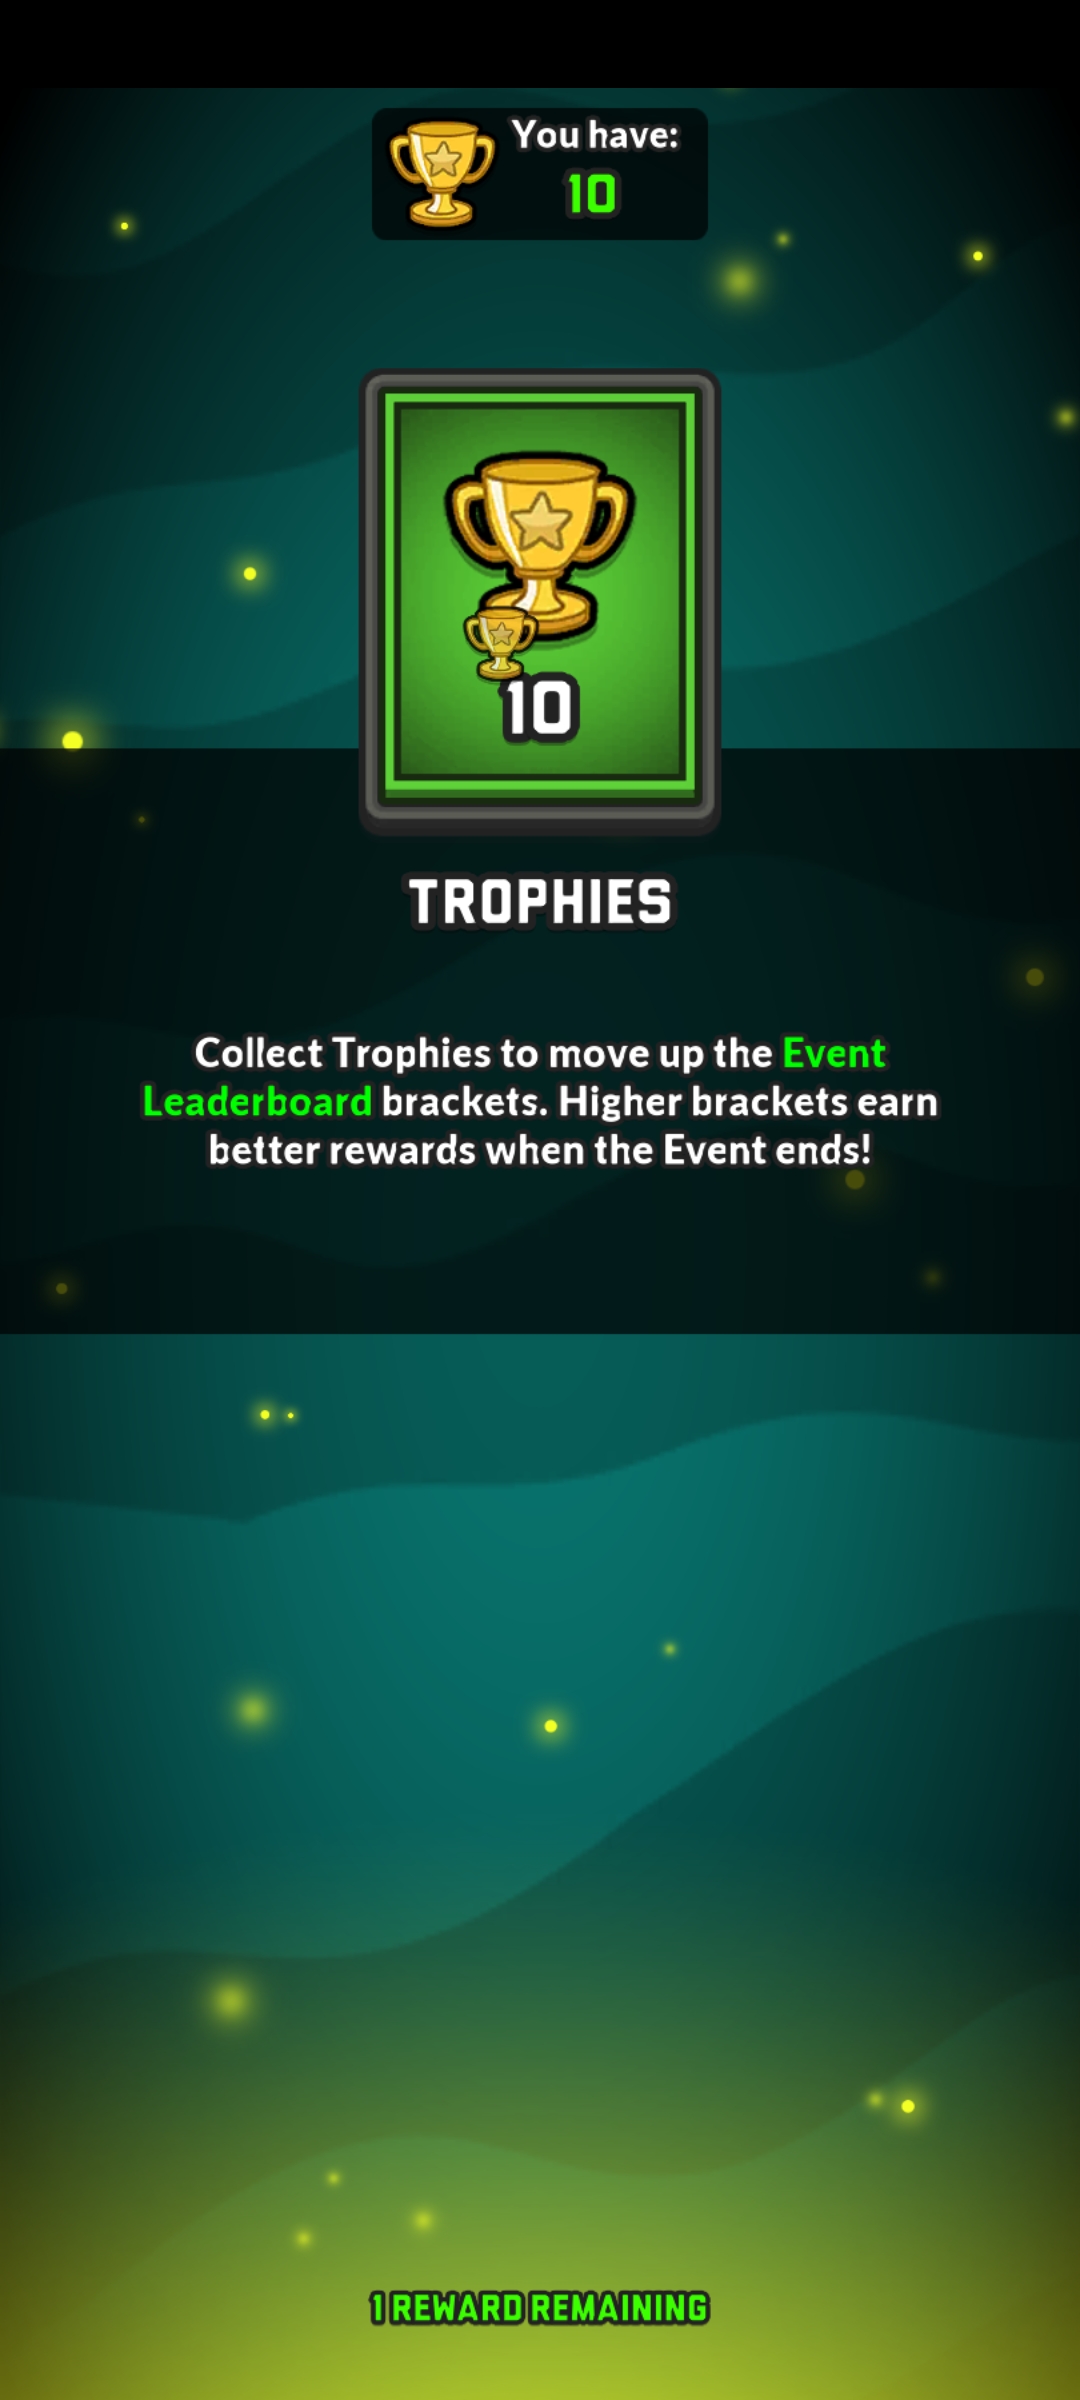 You have:
10
10
TROPHIES
Collect Trophies to move up the Event
Leaderboard brackets. Higher brackets earn
better rewards when the Event ends!
1 REWARD REMAINING